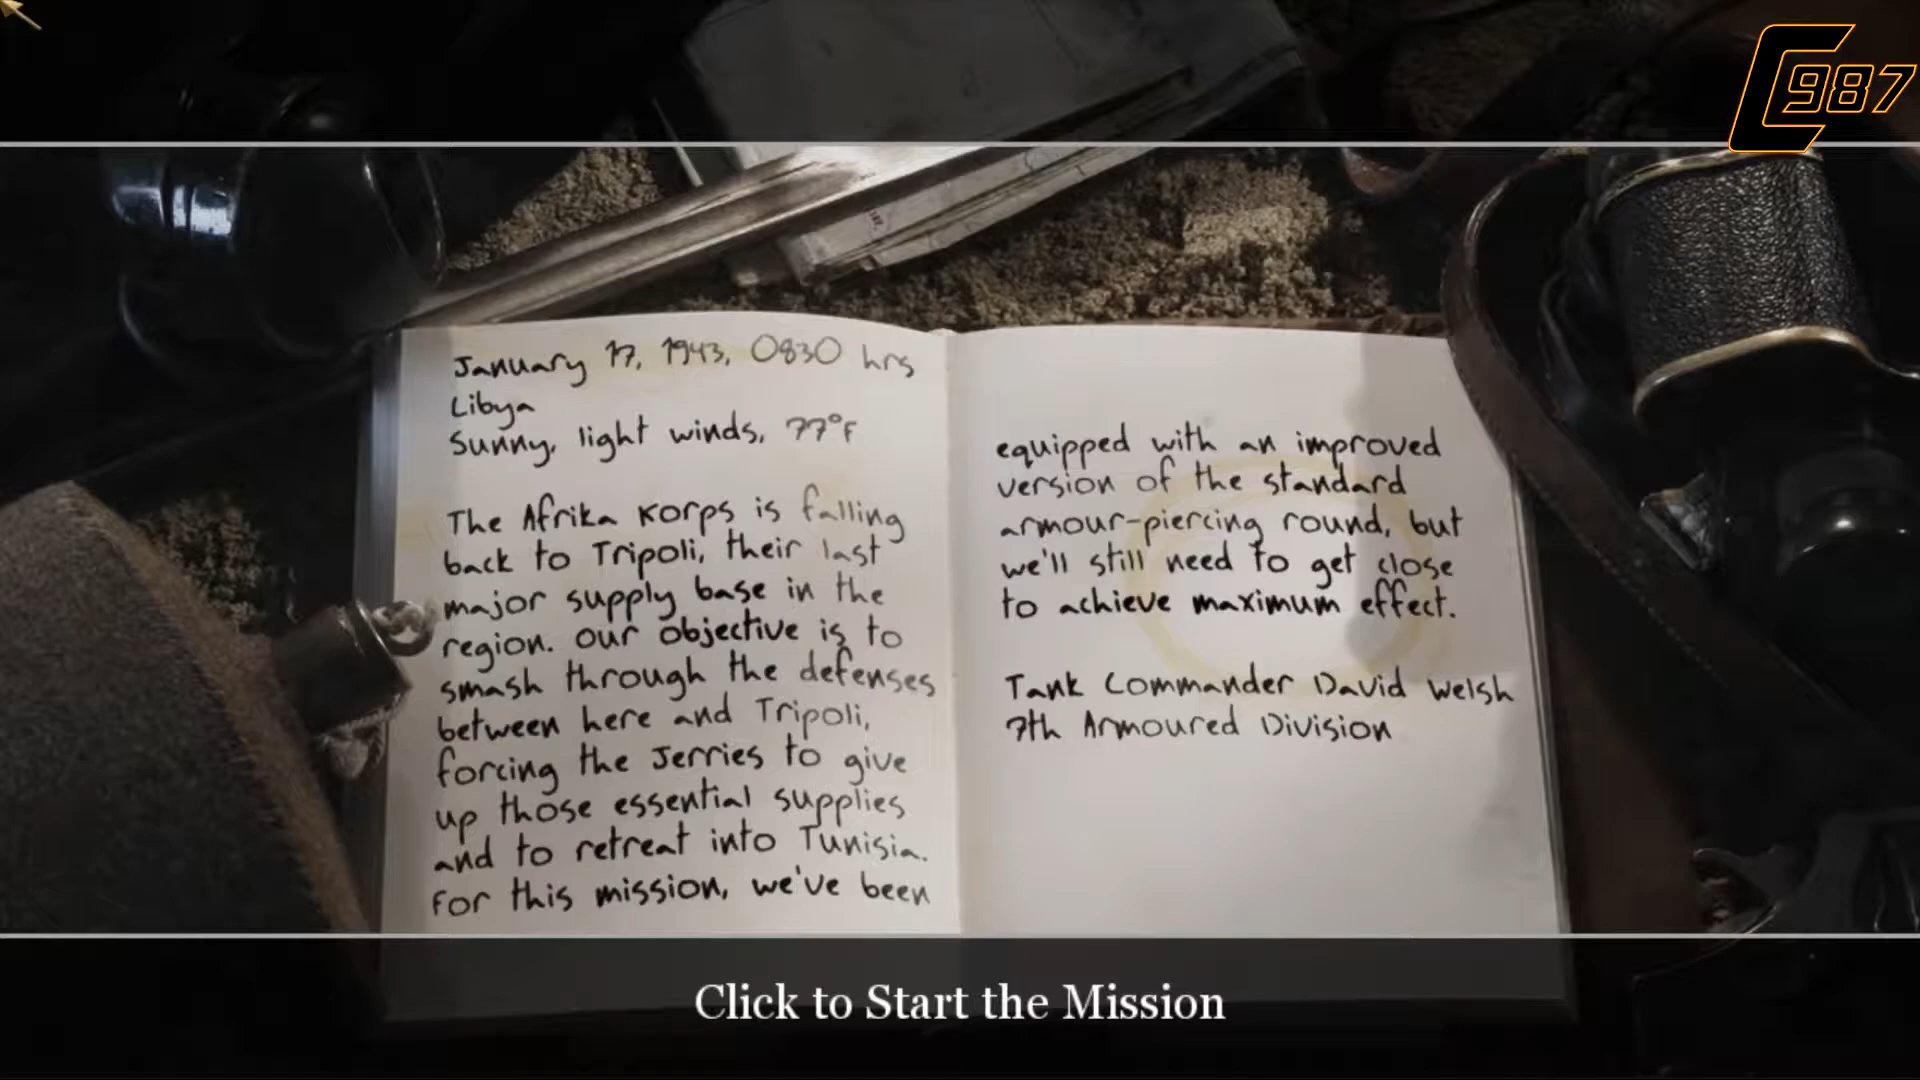 C987
January 17, 1943, 0830 hrs
Libya
Sunny, light winds, 77°F
The Afrika Korps is falling
back to Tripoli, their last
major supply base in the
region. Our objective is to
smash through the defenses
between here and Tripoli,
forcing the Jerries to give
up those essential supplies
and to retreat into Tunisia.
For this mission, we've been
equipped with an improved
version of the standard
armour-piercing round, but
we'll still need to get close
to achieve maximum effect.
Tank Commander David Welsh
7th Armoured Division
Click to Start the Mission